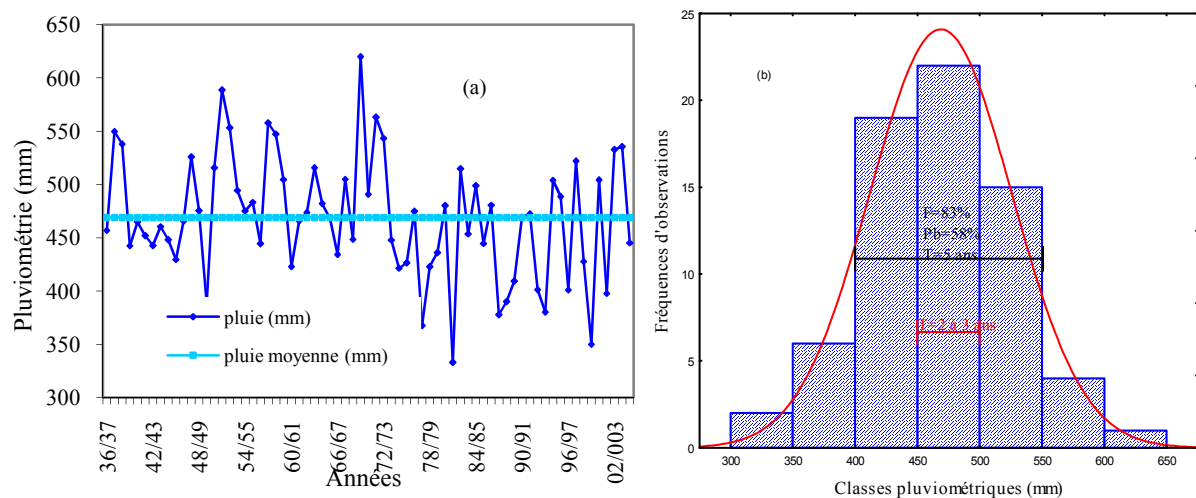 650
600
550
500
450
400
350
300
Pluviométrie (mm)
(a)
pluie (mm)
pluie moyenne (mm)
36/37
42/43
48/49
54/55
60/61
66/67
72/73
78/79
84/85
90/91
96/97
02/003
Années
25
20
15
10
5
0
Fréquences d'observations
(b)
F=83%
Pb=58%
T=5 ans
T=2 à 3 ans
300
350
400
450
500
550
600
650
Classes pluviométriques (mm)